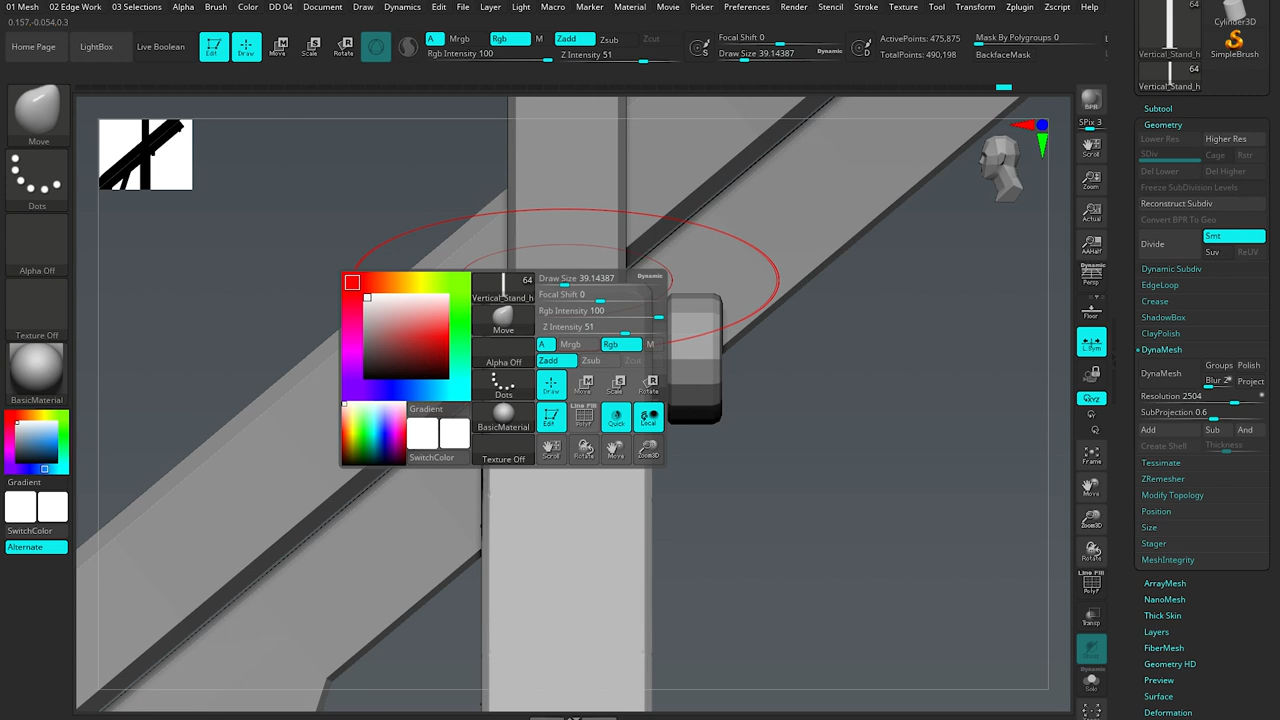 01 Mesh 02 Edge Work 03 Selections Alpha Brush Color DD 04 Document Draw Dynamics Edit File Layer Light Macro Marker Material Movie Picker Preferences Render Stencil Stroke Texture Tool Transform Zplugin Zscript Help
0.157,-0.054,0.3
Home Page LightBox Live Boolean Edit Draw Move Scale Rotate
A Mrgb Rgb M Zadd Zsub Zcut
Rgb Intensity 100 Z Intensity 51
S Focal Shift 0
Draw Size 39.14387 Dynamic
D ActivePoints: 475,875
TotalPoints: 490,198
Mask By Polygroups 0
BackfaceMask
64 Cylinder3D
Vertical_Stand_h SimpleBrush
64
Vertical_Stand_h
Move
Dots
Alpha Off
Texture Off
BasicMaterial
Gradient
SwitchColor
Alternate
64
Vertical_Stand_h
Move
Alpha Off
Dots
BasicMaterial
Texture Off
Gradient
SwitchColor
Draw Size 39.14387 Dynamic
Focal Shift 0
Rgb Intensity 100
Z Intensity 51
A Mrgb Rgb M
Zadd Zsub Zcut
Draw Move Scale Rotate
Edit Line Fill PolyF Quick Local
Scroll Rotate Move Zoom3D
BPR
SPix 3
Scroll
Zoom
Actual
AAHalf
Dynamic
Persp
Floor
L.Sym
XYZ
Frame
Move
Zoom3D
Rotate
Line Fill
PolyF
Transp
Dynamic
Solo
Subtool
Geometry
Lower Res Higher Res
SDiv Cage Rstr
Del Lower Del Higher
Freeze SubDivision Levels
Reconstruct Subdiv
Convert BPR To Geo
Divide Smt
Suv ReUV
Dynamic Subdiv
EdgeLoop
Crease
ShadowBox
ClayPolish
DynaMesh
DynaMesh Groups Polish
Blur 2 Project
Resolution 2504
SubProjection 0.6
Add Sub And
Create Shell Thickness
Tessimate
ZRemesher
Modify Topology
Position
Size
Stager
MeshIntegrity
ArrayMesh
NanoMesh
Thick Skin
Layers
FiberMesh
Geometry HD
Preview
Surface
Deformation